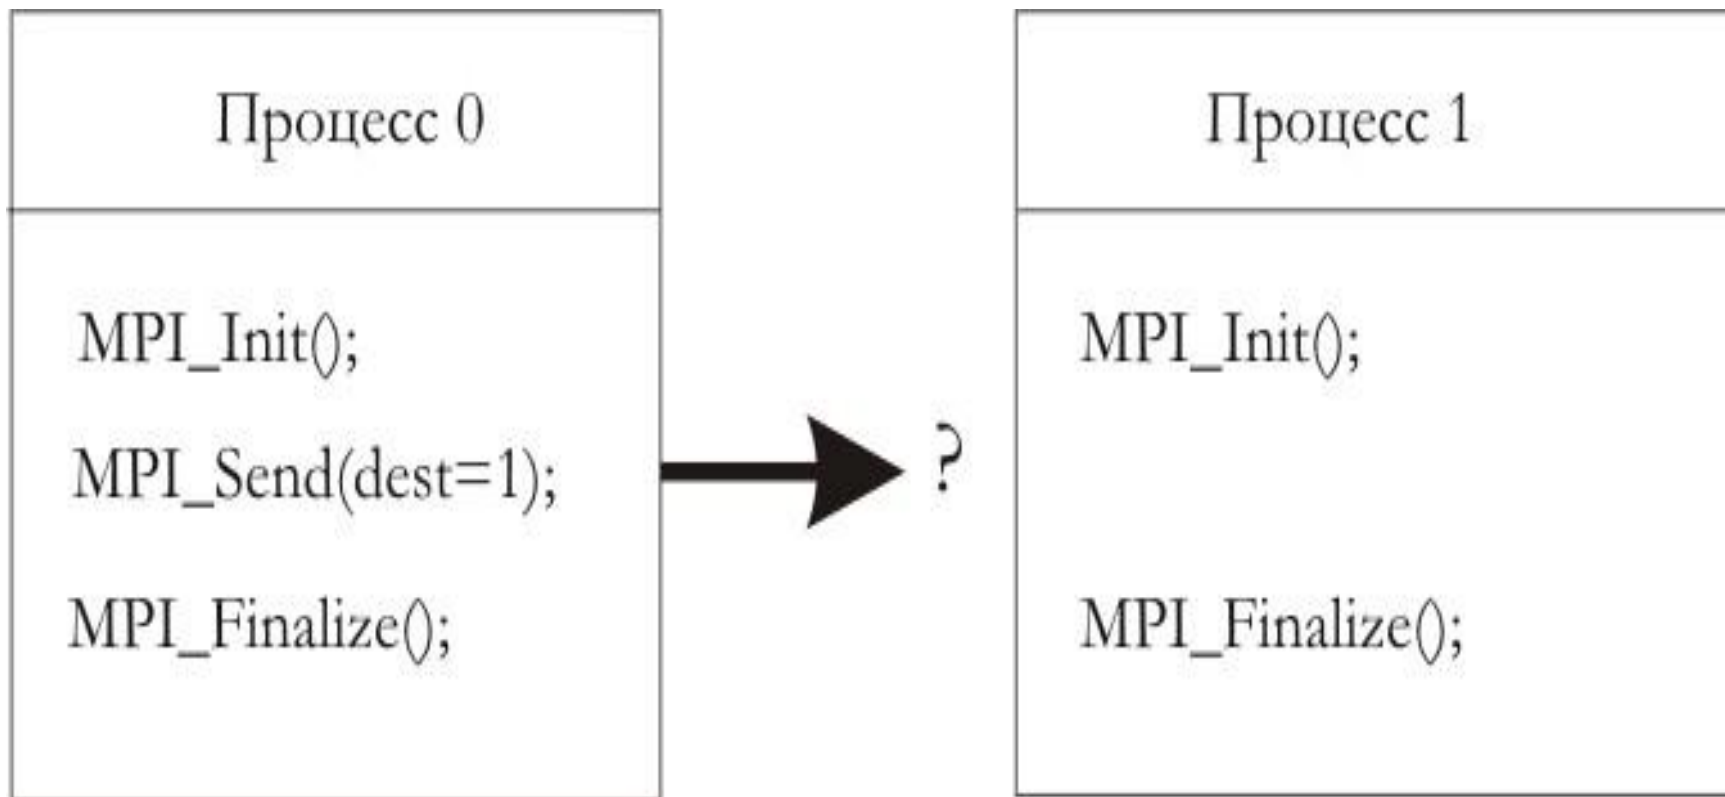 Процесс 0
MPI_Init();
MPI_Send(dest=1);
MPI_Finalize();
?
Процесс 1
MPI_Init();
MPI_Finalize();